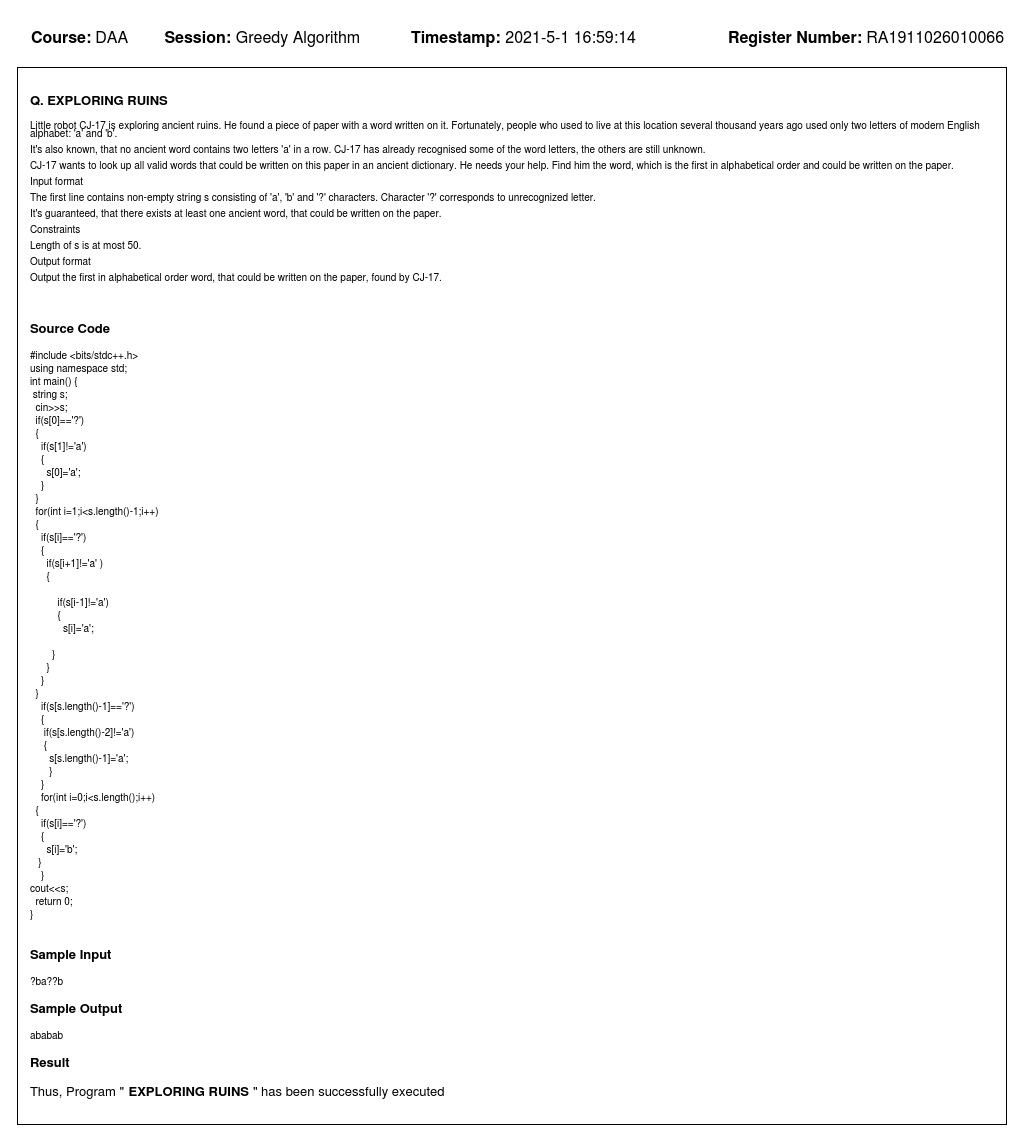 Course: DAA Session: Greedy Algorithm Timestamp: 2021-5-1 16:59:14 Register Number: RA1911026010066
Q. EXPLORING RUINS
Little robot CJ-17 is exploring ancient ruins. He found a piece of paper with a word written on it. Fortunately, people who used to live at this location several thousand years ago used only two letters of modern English
alphabet: 'a' and 'b'.
It's also known, that no ancient word contains two letters 'a' in a row. CJ-17 has already recognised some of the word letters, the others are still unknown.
CJ-17 wants to look up all valid words that could be written on this paper in an ancient dictionary. He needs your help. Find him the word, which is the first in alphabetical order and could be written on the paper.
Input format
The first line contains non-empty string s consisting of 'a', 'b' and '?' characters. Character '?' corresponds to unrecognized letter.
It's guaranteed, that there exists at least one ancient word, that could be written on the paper.
Constraints
Length of s is at most 50.
Output format
Output the first in alphabetical order word, that could be written on the paper, found by CJ-17.
Source Code
#include <bits/stdc++.h>
using namespace std;
int main() {
string s;
cin>>s;
if(s[0]=='?')
{
if(s[1]!='a')
{
s[0]='a';
}
}
for(int i=1;i<s.length()-1;i++)
{
if(s[i]=='?')
{
if(s[i+1]!='a' )
{
if(s[i-1]!='a')
{
s[i]='a';
}
}
}
}
if(s[s.length()-1]=='?')
{
if(s[s.length()-2]!='a')
{
s[s.length()-1]='a';
}
}
for(int i=0;i<s.length();i++)
{
if(s[i]=='?')
{
s[i]='b';
}
}
cout<<s;
return 0;
}
Sample Input
?ba??b
Sample Output
ababab
Result
Thus, Program " EXPLORING RUINS " has been successfully executed